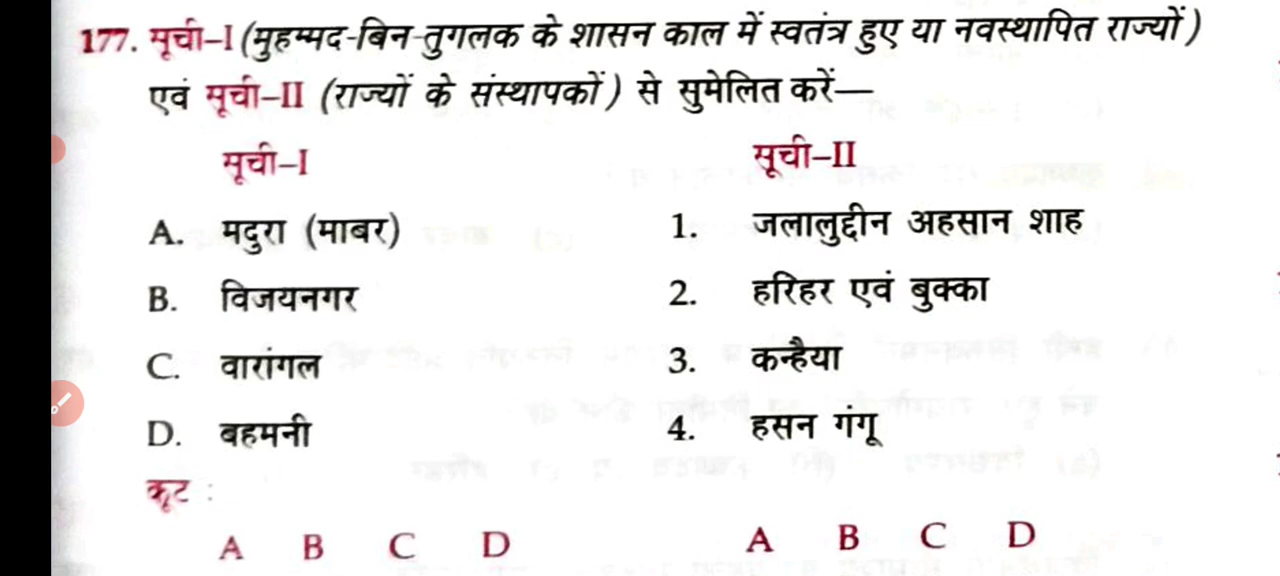 177. सूची–I (मुहम्मद-बिन-तुगलक के शासन काल में स्वतंत्र हुए या नवस्थापित राज्यों)
एवं सूची–II (राज्यों के संस्थापकों) से सुमेलित करें—
सूची–I सूची–II
A. मदुरा (माबर) 1. जलालुद्दीन अहसान शाह
B. विजयनगर 2. हरिहर एवं बुक्का
C. वारांगल 3. कन्हैया
D. बहमनी 4. हसन गंगू
कूट :
A B C D A B C D